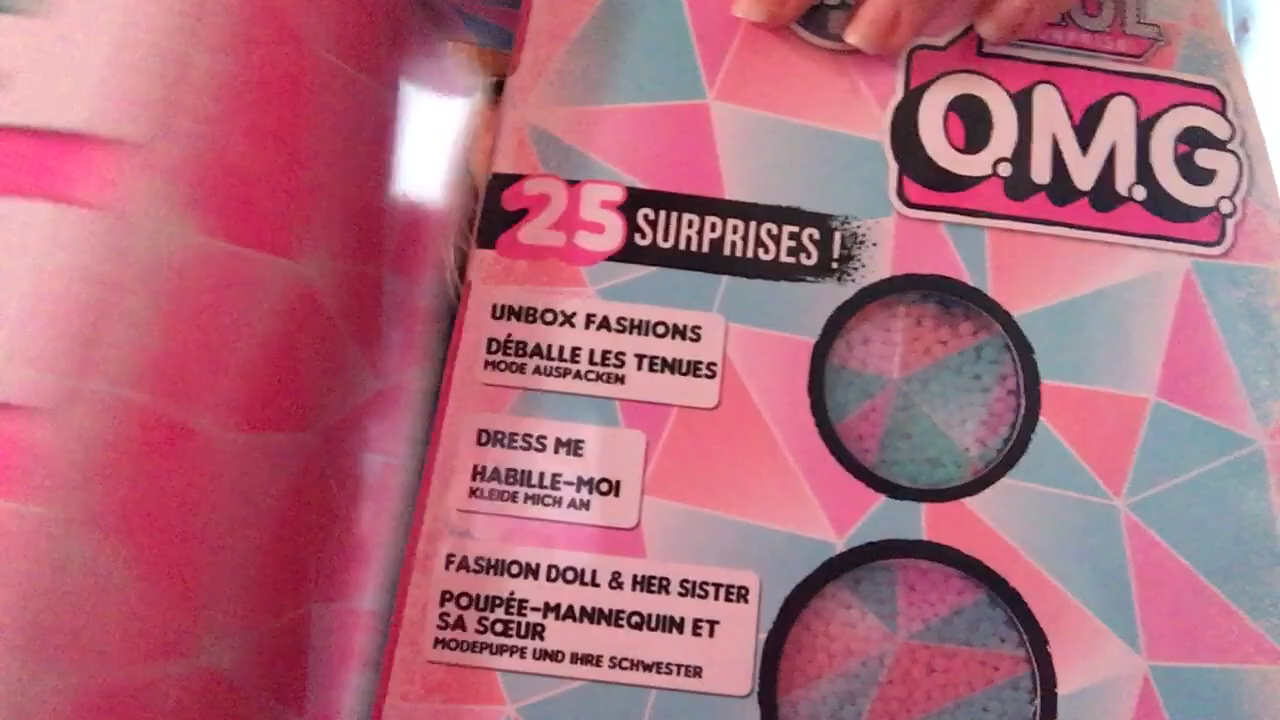 O.M.G.
25 SURPRISES !
UNBOX FASHIONS
DÉBALLE LES TENUES
MODE AUSPACKEN
DRESS ME
HABILLE-MOI
KLEIDE MICH AN
FASHION DOLL & HER SISTER
POUPÉE-MANNEQUIN ET
SA SŒUR
MODEPUPPE UND IHRE SCHWESTER